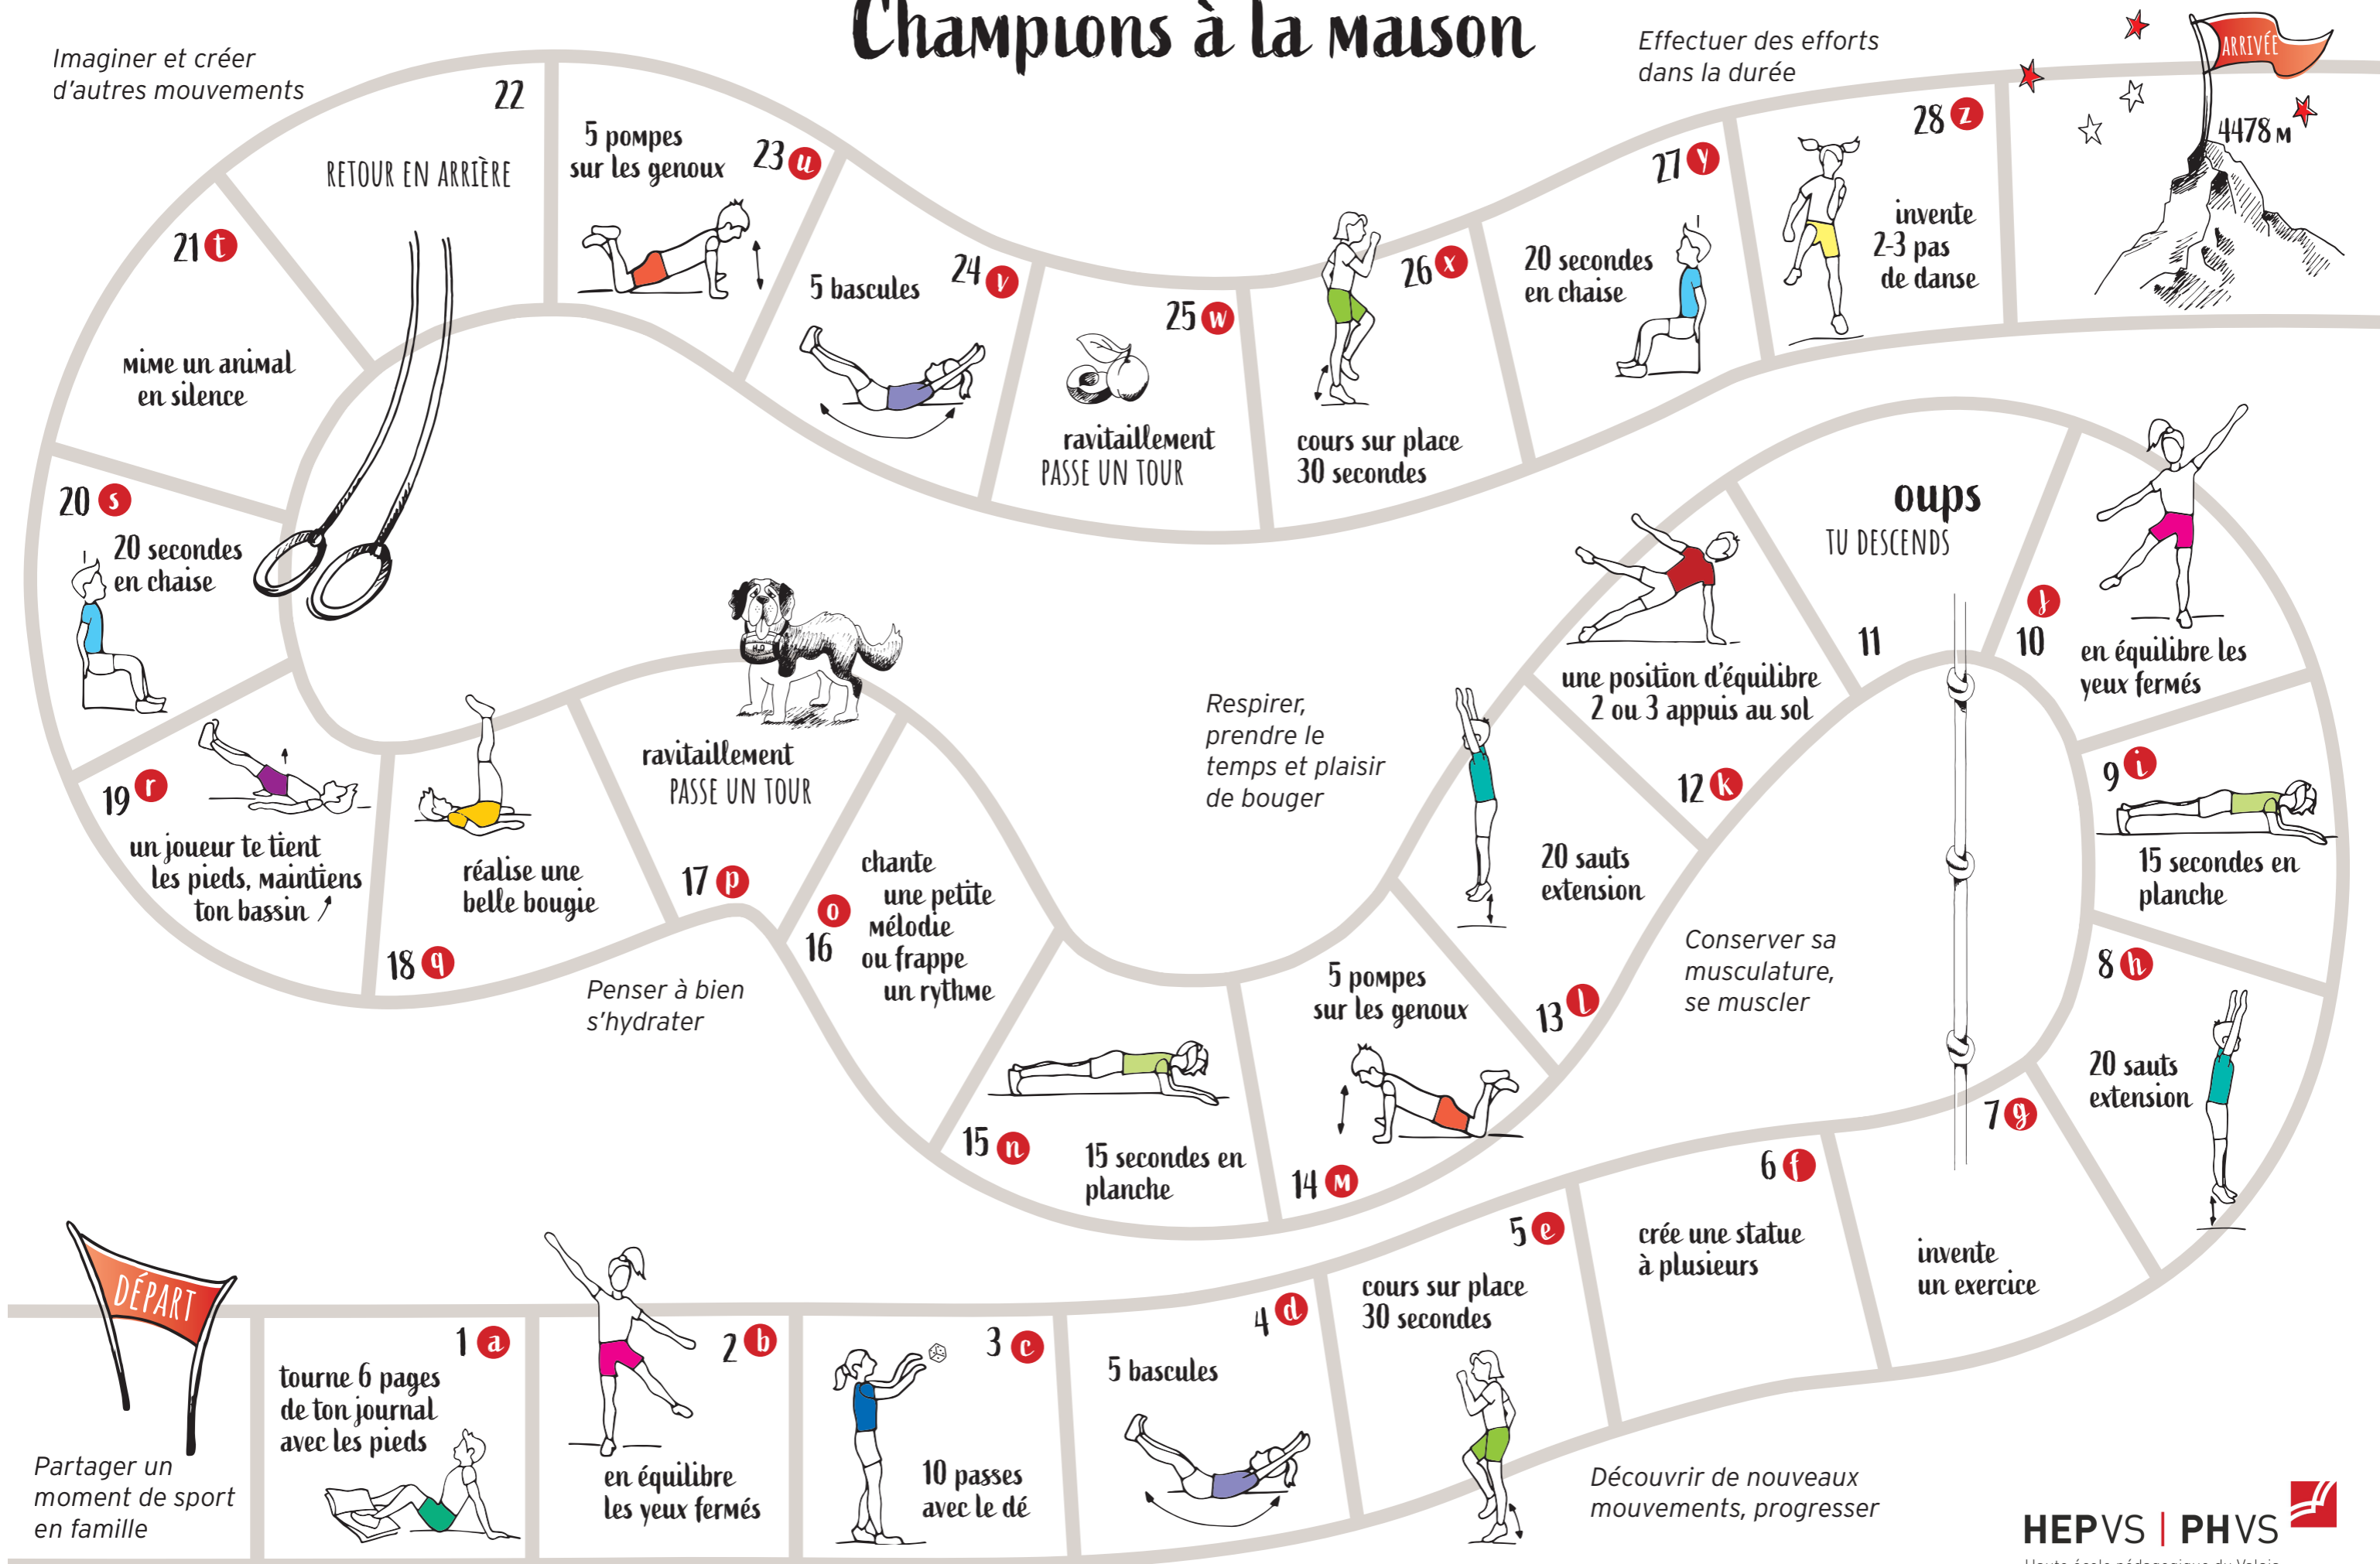 Champions à la maison
Imaginer et créer
d'autres mouvements
Effectuer des efforts
dans la durée
ARRIVÉE
4478 M
DÉPART
Partager un
moment de sport
en famille
1 a
tourne 6 pages
de ton journal
avec les pieds
2 b
en équilibre
les yeux fermés
3 c
10 passes
avec le dé
4 d
5 bascules
5 e
cours sur place
30 secondes
6 f
crée une statue
à plusieurs
7 g
invente
un exercice
8 h
20 sauts
extension
9 i
15 secondes en
planche
j
10
en équilibre les
yeux fermés
oups
TU DESCENDS
11
une position d'équilibre
2 ou 3 appuis au sol
12 k
20 sauts
extension
13 l
5 pompes
sur les genoux
14 M
15 n
15 secondes en
planche
chante
une petite
mélodie
ou frappe
un rythme
o
16
H2O
ravitaillement
PASSE UN TOUR
17 p
réalise une
belle bougie
18 q
19 r
un joueur te tient
les pieds, maintiens
ton bassin
20 s
20 secondes
en chaise
21 t
mime un animal
en silence
22
RETOUR EN ARRIÈRE
5 pompes
sur les genoux
23 u
5 bascules
24 v
25 w
ravitaillement
PASSE UN TOUR
26 x
cours sur place
30 secondes
27 y
20 secondes
en chaise
28 z
invente
2-3 pas
de danse
Respirer,
prendre le
temps et plaisir
de bouger
Conserver sa
musculature,
se muscler
Penser à bien
s'hydrater
Découvrir de nouveaux
mouvements, progresser
HEPVS | PHVS
Haute école pédagogique du Valais